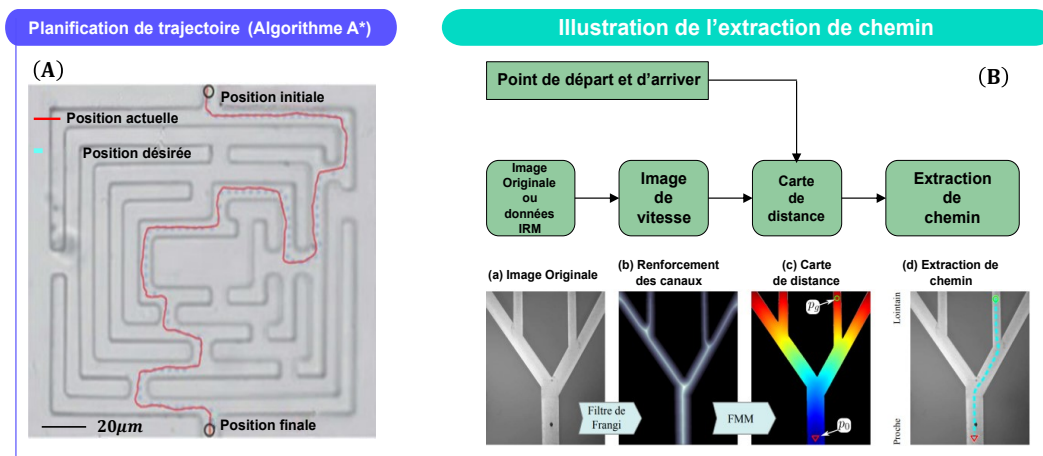 Planification de trajectoire (Algorithme A*)
(A)
Position initiale
Position actuelle
Position désirée
20μm
Position finale
Illustration de l'extraction de chemin
Point de départ et d'arriver
(B)
Image
Originale
ou
données
IRM
Image
de
vitesse
Carte
de
distance
Extraction
de
chemin
(a) Image Originale
(b) Renforcement
des canaux
(c) Carte
de distance
(d) Extraction de
chemin
Filtre de
Frangi
FMM
pg
p0
Lointain
Proche